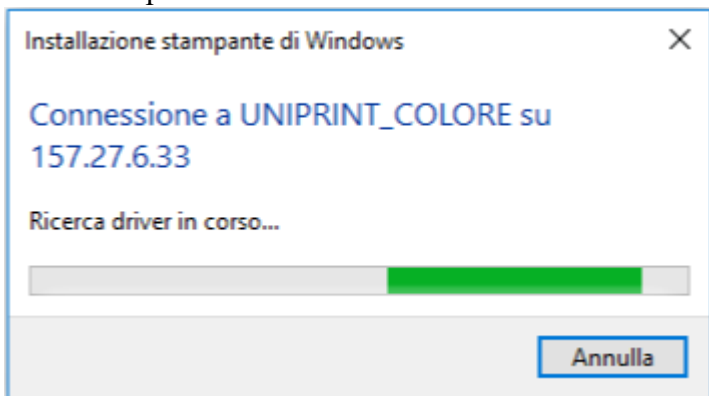 Installazione stampante di Windows
Connessione a UNIPRINT_COLORE su
157.27.6.33
Ricerca driver in corso...
Annulla